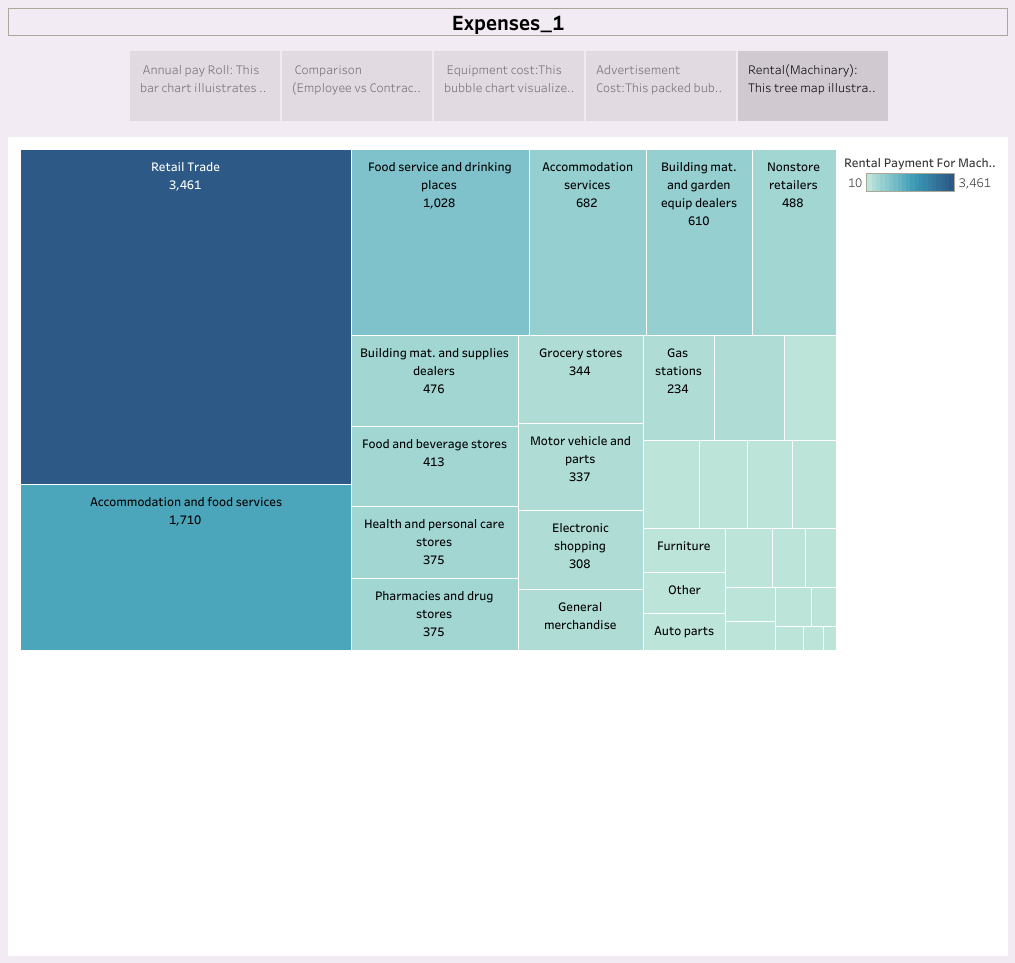 Expenses_1
Annual pay Roll: This
bar chart illuistrates ..
Comparison
(Employee vs Contrac..
Equipment cost:This
bubble chart visualize..
Advertisement
Cost:This packed bub..
Rental(Machinary):
This tree map illustra..
Retail Trade
3,461
Food service and drinking
places
1,028
Accommodation
services
682
Building mat.
and garden
equip dealers
610
Nonstore
retailers
488
Rental Payment For Mach..
10
3,461
Building mat. and supplies
dealers
476
Grocery stores
344
Gas
stations
234
Food and beverage stores
413
Motor vehicle and
parts
337
Accommodation and food services
1,710
Health and personal care
stores
375
Electronic
shopping
308
Furniture
Pharmacies and drug
stores
375
General
merchandise
Other
Auto parts